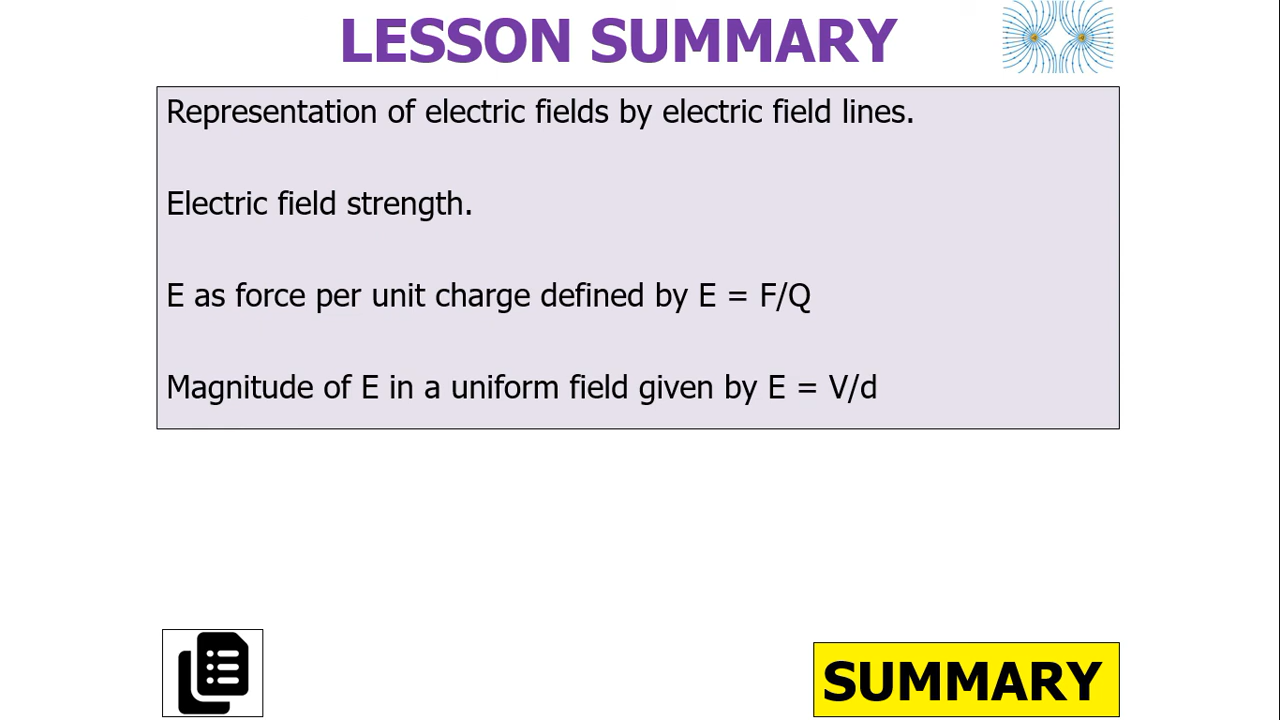 LESSON SUMMARY
Representation of electric fields by electric field lines.
Electric field strength.
E as force per unit charge defined by E = F/Q
Magnitude of E in a uniform field given by E = V/d
SUMMARY